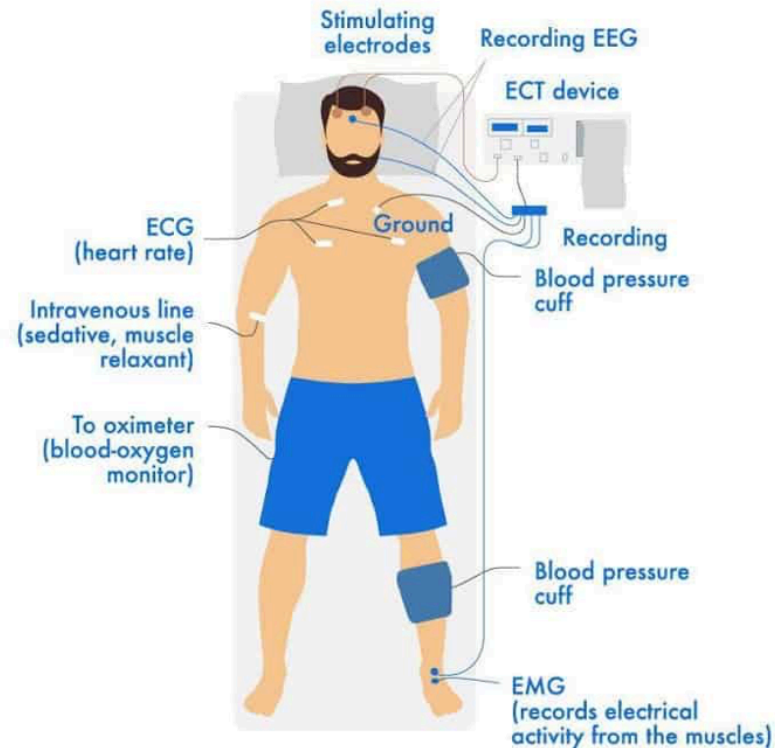 Stimulating
electrodes
Recording EEG
ECT device
ECG
(heart rate)
Ground
Recording
Blood pressure
cuff
Intravenous line
(sedative, muscle
relaxant)
To oximeter
(blood-oxygen
monitor)
Blood pressure
cuff
EMG
(records electrical
activity from the muscles)